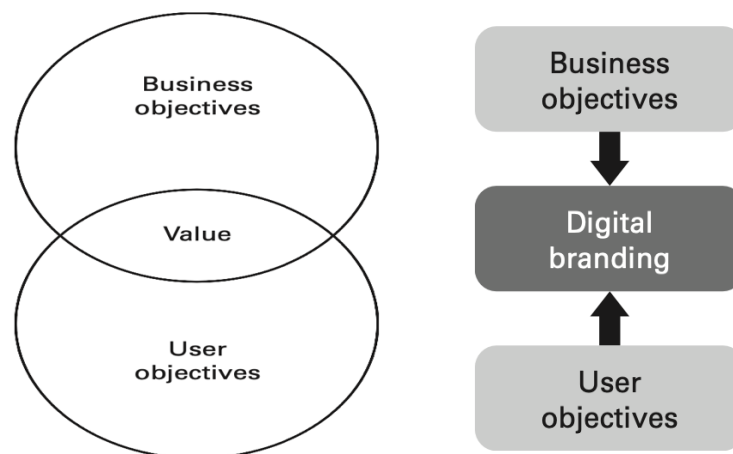 Business
objectives
Value
User
objectives
Business
objectives
Digital
branding
User
objectives